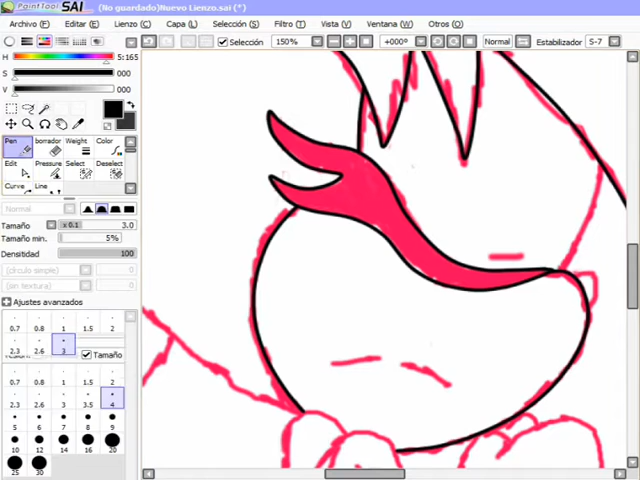 PaintTool SAI (No guardado)Nuevo Lienzo.sai (*)
Archivo (F) Editar (E) Lienzo (C) Capa (L) Selección (S) Filtro (T) Vista (V) Ventana (W) Otros (O)
Selección 150% +000° Normal Estabilizador S-7
H 5:165
S 000
V 000
Pen borrador Weight Color
Edit Pressure Select Deselect
Curve Line
Normal
Tamaño x 0.1 3.0
Tamaño min. 5%
Densitidad 100
(círculo simple)
(sin textura)
Ajustes avanzados
0.7 0.8 1 1.5 2
2.3 2.6 3
Tamaño
0.7 0.8 1 1.5 2
2.3 2.6 3 3.5 4
5 6 7 8 9
10 12 14 16 20
25 30